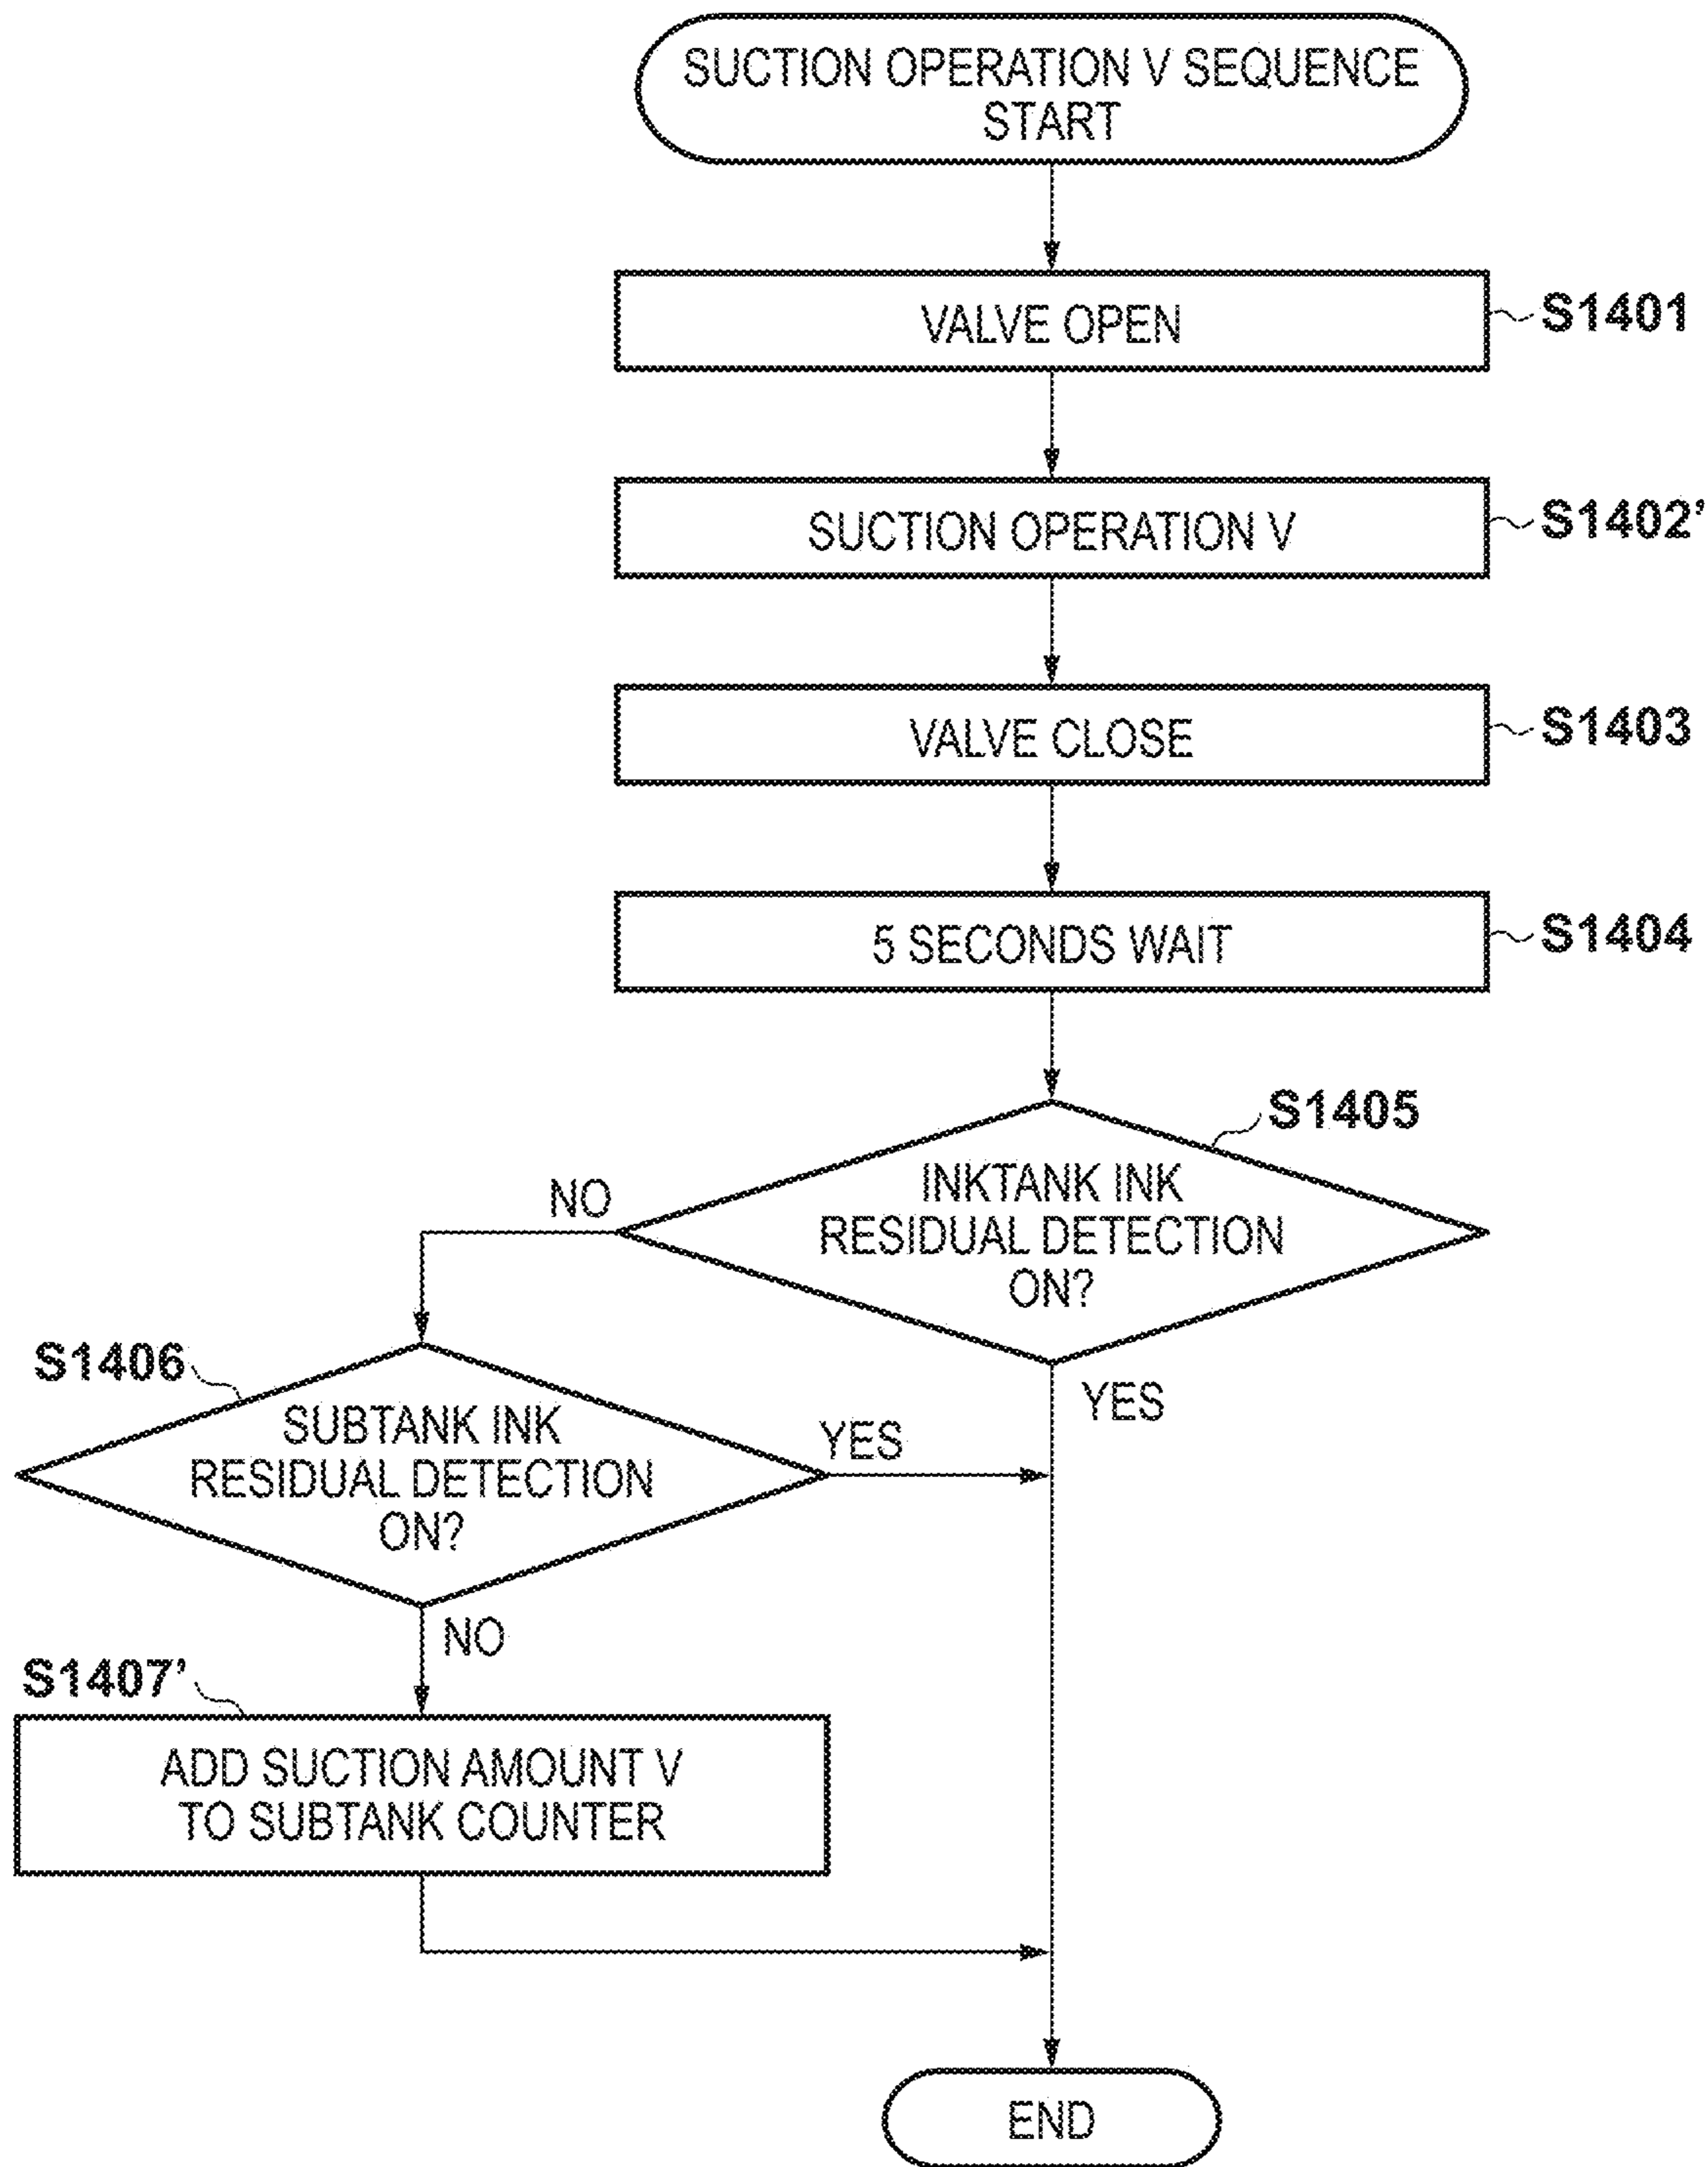 SUCTION OPERATION V SEQUENCE
START
VALVE OPEN
S1401
SUCTION OPERATION V
S1402’
VALVE CLOSE
S1403
5 SECONDS WAIT
S1404
S1405
INKTANK INK
RESIDUAL DETECTION
ON?
NO
YES
S1406
SUBTANK INK
RESIDUAL DETECTION
ON?
YES
NO
S1407’
ADD SUCTION AMOUNT V
TO SUBTANK COUNTER
END